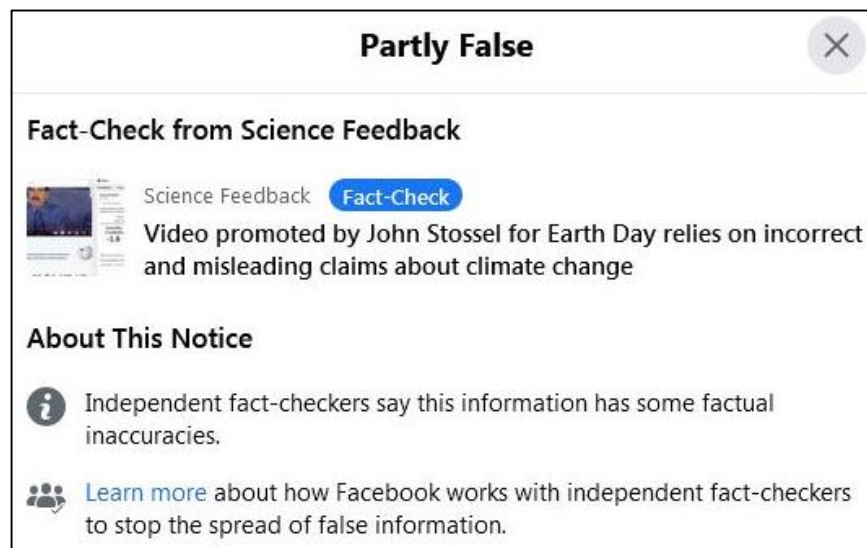 Partly False
Fact-Check from Science Feedback
Science Feedback Fact-Check
Video promoted by John Stossel for Earth Day relies on incorrect
and misleading claims about climate change
About This Notice
Independent fact-checkers say this information has some factual
inaccuracies.
Learn more about how Facebook works with independent fact-checkers
to stop the spread of false information.